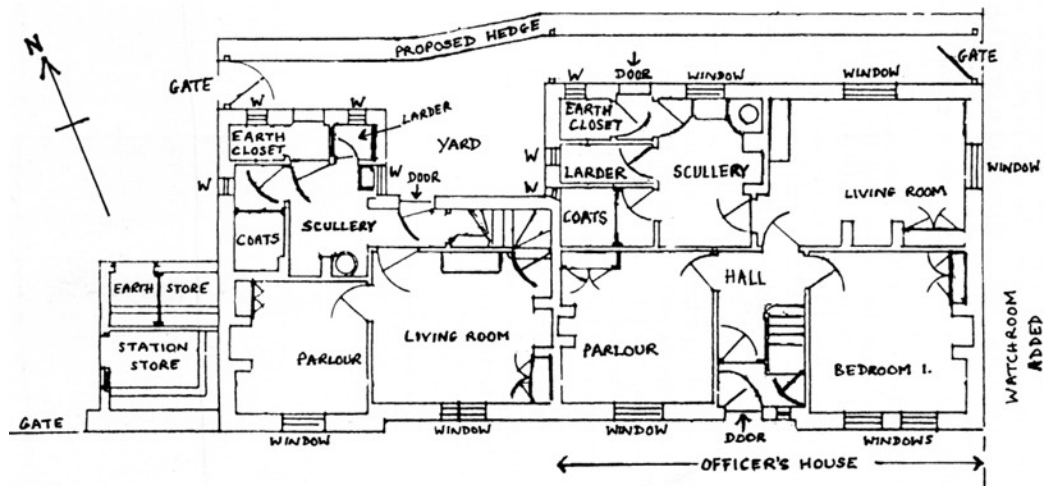 N
PROPOSED HEDGE
GATE
GATE
W
DOOR
WINDOW
WINDOW
W
W
LARDER
EARTH
CLOSET
EARTH
CLOSET
YARD
W
LARDER
SCULLERY
WINDOW
W
W
DOOR
W
LIVING ROOM
COATS
SCULLERY
COATS
HALL
EARTH STORE
STATION
STORE
PARLOUR
LIVING ROOM
PARLOUR
BEDROOM 1.
WATCHROOM
ADDED
GATE
WINDOW
WINDOW
WINDOW
DOOR
WINDOWS
OFFICER'S HOUSE